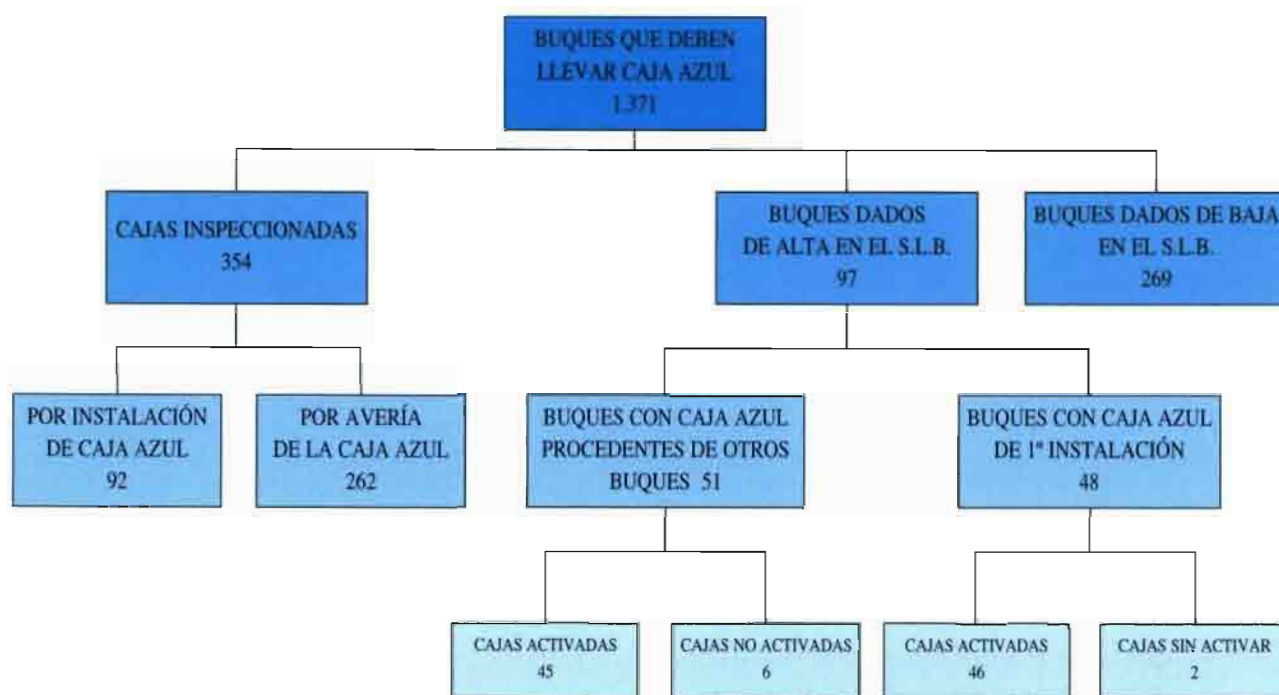 BUQUES QUE DEBEN
LLEVAR CAJA AZUL
1.371
CAJAS INSPECCIONADAS
354
BUQUES DADOS
DE ALTA EN EL S.L.B.
97
BUQUES DADOS DE BAJA
EN EL S.L.B.
269
POR INSTALACIÓN
DE CAJA AZUL
92
POR AVERÍA
DE LA CAJA AZUL
262
BUQUES CON CAJA AZUL
PROCEDENTES DE OTROS
BUQUES 51
BUQUES CON CAJA AZUL
DE 1ª INSTALACIÓN
48
CAJAS ACTIVADAS
45
CAJAS NO ACTIVADAS
6
CAJAS ACTIVADAS
46
CAJAS SIN ACTIVAR
2